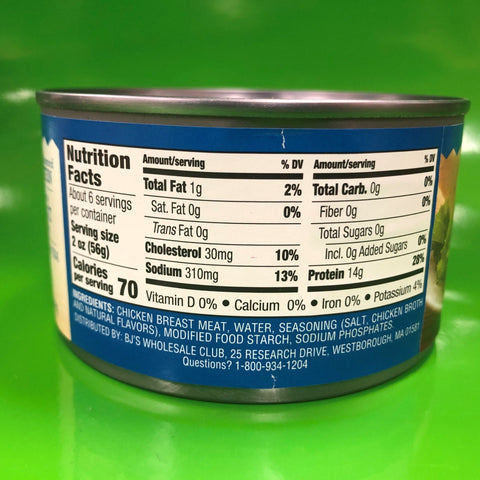 Nutrition
Facts
About 6 servings
per container
Serving size
2 oz (56g)
Calories
per serving 70
Amount/serving % DV
Total Fat 1g 2%
Sat. Fat 0g 0%
Trans Fat 0g
Cholesterol 30mg 10%
Sodium 310mg 13%
Amount/serving % DV
Total Carb. 0g 0%
Fiber 0g 0%
Total Sugars 0g
Incl. 0g Added Sugars 0%
Protein 14g 28%
Vitamin D 0% • Calcium 0% • Iron 0% • Potassium 4%
INGREDIENTS: CHICKEN BREAST MEAT, WATER, SEASONING (SALT, CHICKEN BROTH
AND NATURAL FLAVORS), MODIFIED FOOD STARCH, SODIUM PHOSPHATES.
DISTRIBUTED BY: BJ'S WHOLESALE CLUB, 25 RESEARCH DRIVE, WESTBOROUGH, MA 01581
Questions? 1-800-934-1204